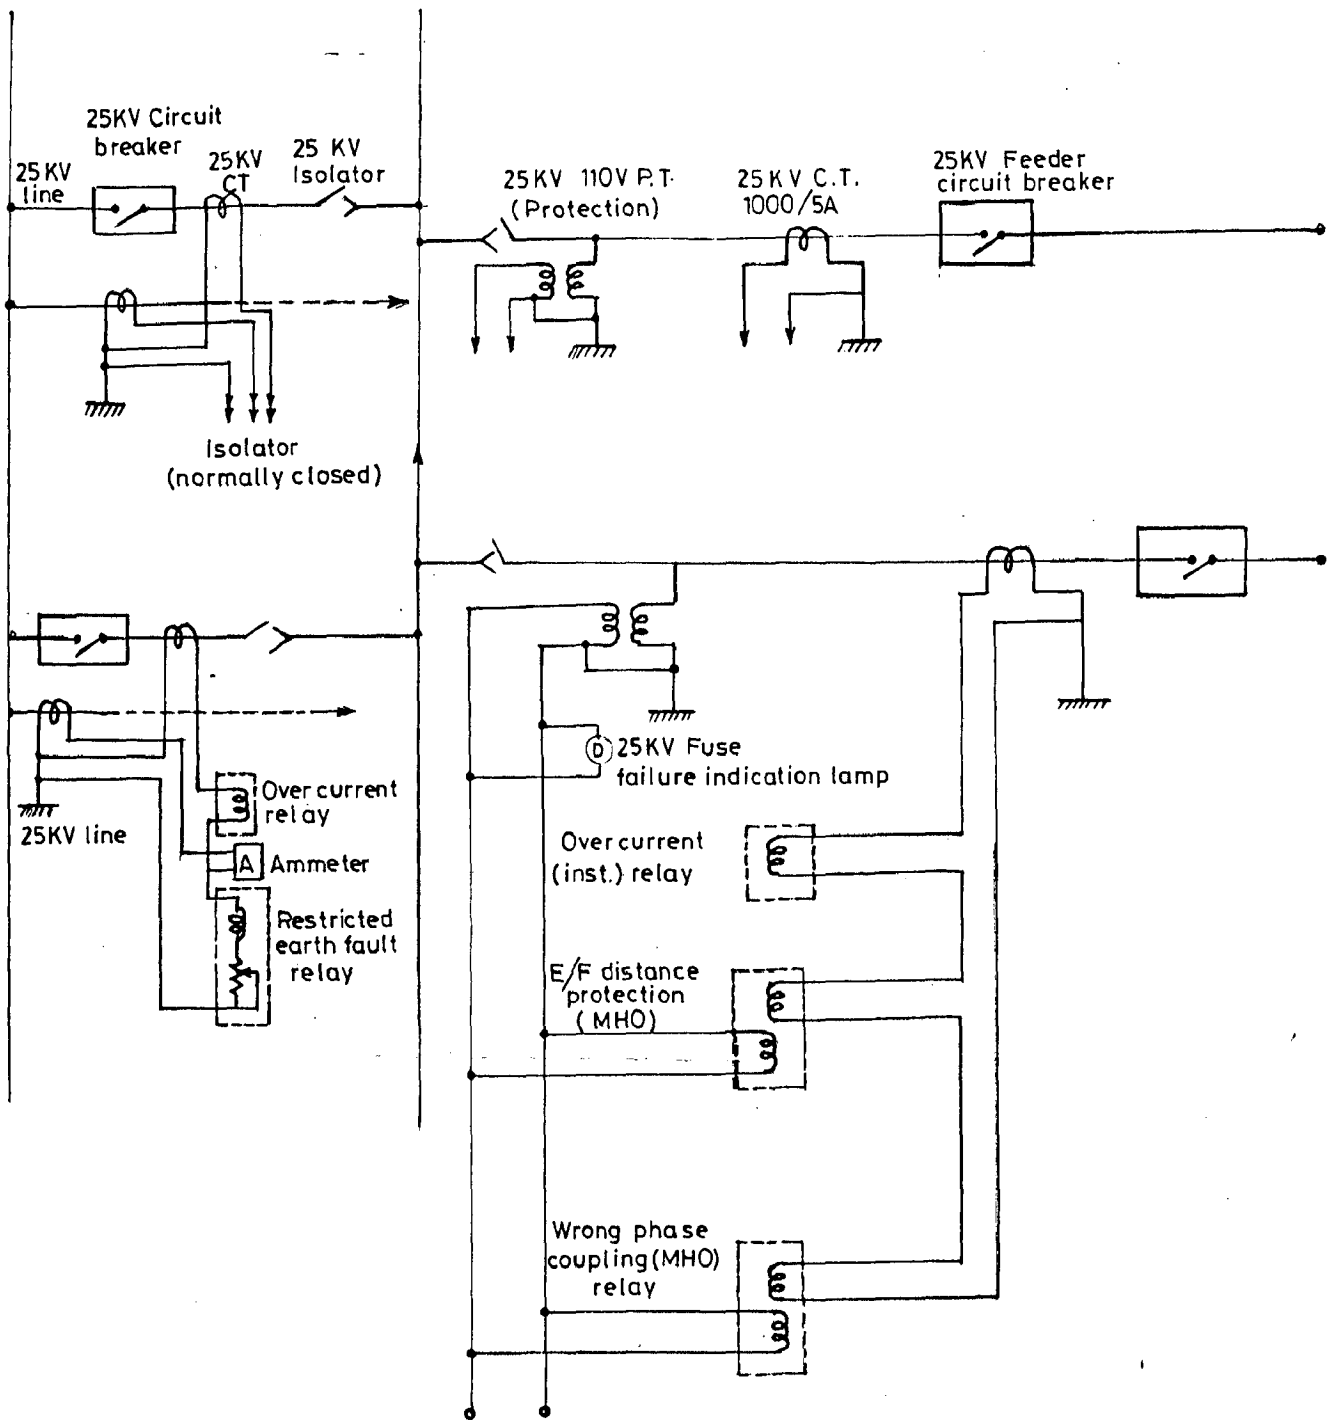 25KV Circuit
breaker
25KV
line
25KV
CT
25 KV
Isolator
25KV 110V P.T.
(Protection)
25KV C.T.
1000/5A
25KV Feeder
circuit breaker
Isolator
(normally closed)
D
25KV Fuse
failure indication lamp
25KV line
Over current
relay
A
Ammeter
Restricted
earth fault
relay
Over current
(inst.) relay
E/F distance
protection
(MHO)
Wrong phase
coupling (MHO)
relay